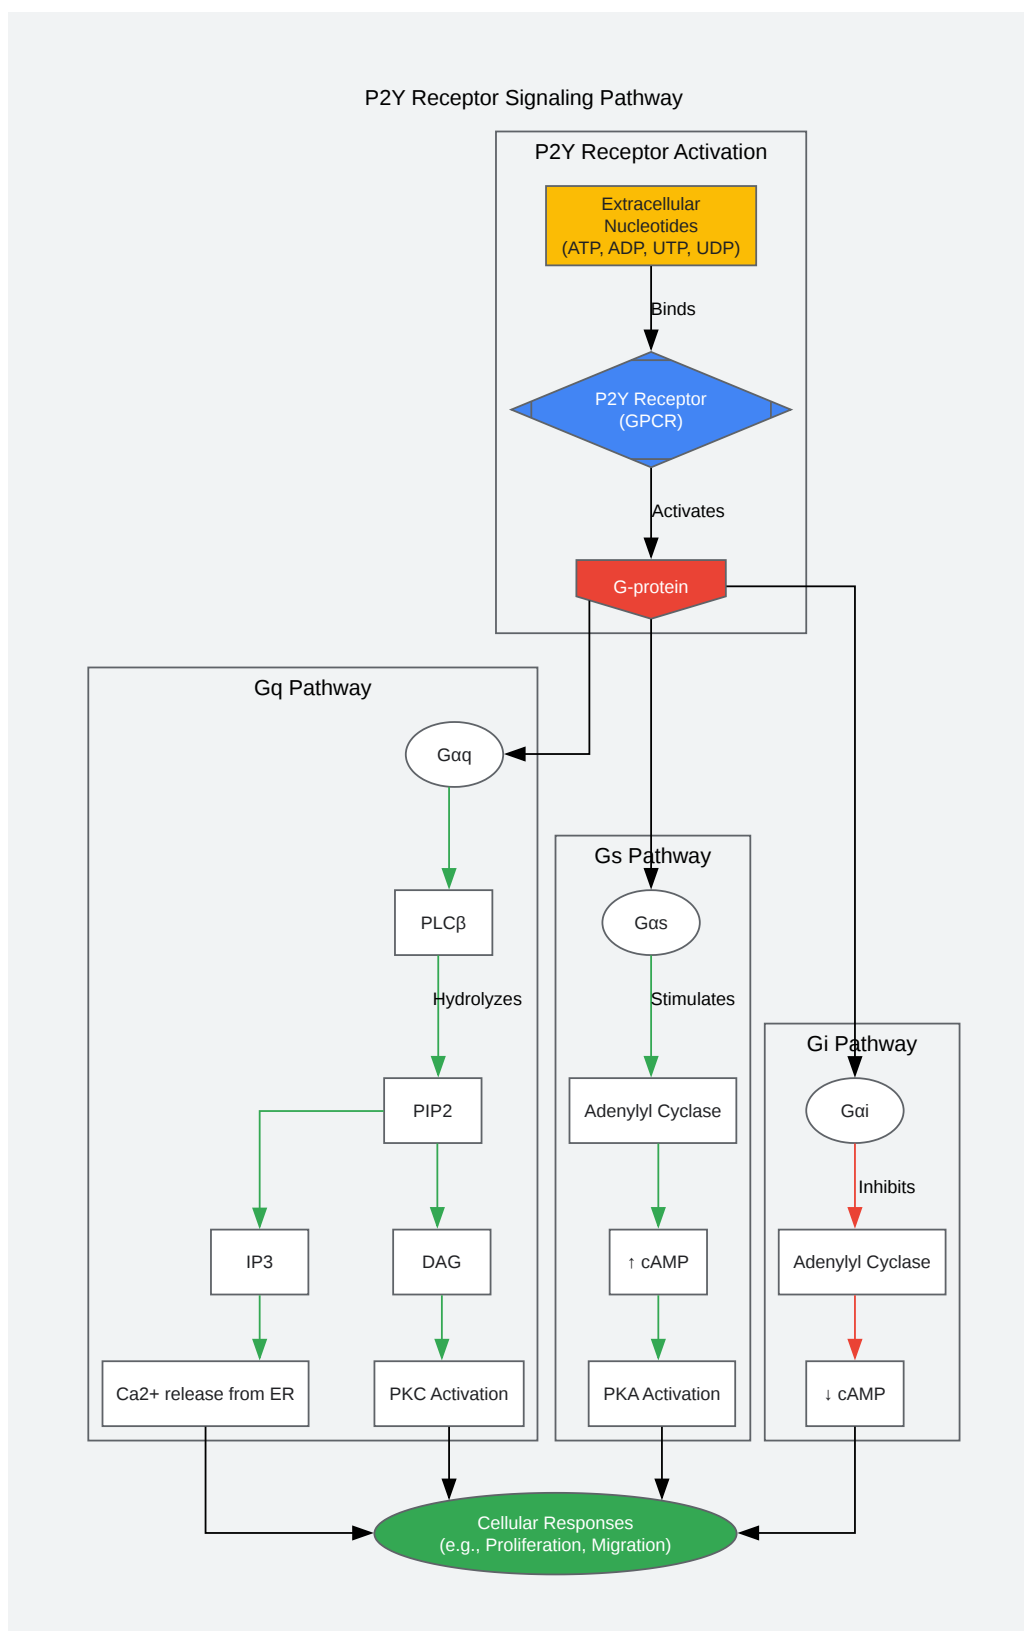 P2Y Receptor Signaling Pathway
P2Y Receptor Activation
Extracellular
Nucleotides
(ATP, ADP, UTP, UDP)
Binds
P2Y Receptor
(GPCR)
Activates
G-protein
Gq Pathway
Gαq
PLCβ
Hydrolyzes
PIP2
IP3
DAG
Ca2+ release from ER
PKC Activation
Gs Pathway
Gαs
Stimulates
Adenylyl Cyclase
↑ cAMP
PKA Activation
Gi Pathway
Gαi
Inhibits
Adenylyl Cyclase
↓ cAMP
Cellular Responses
(e.g., Proliferation, Migration)